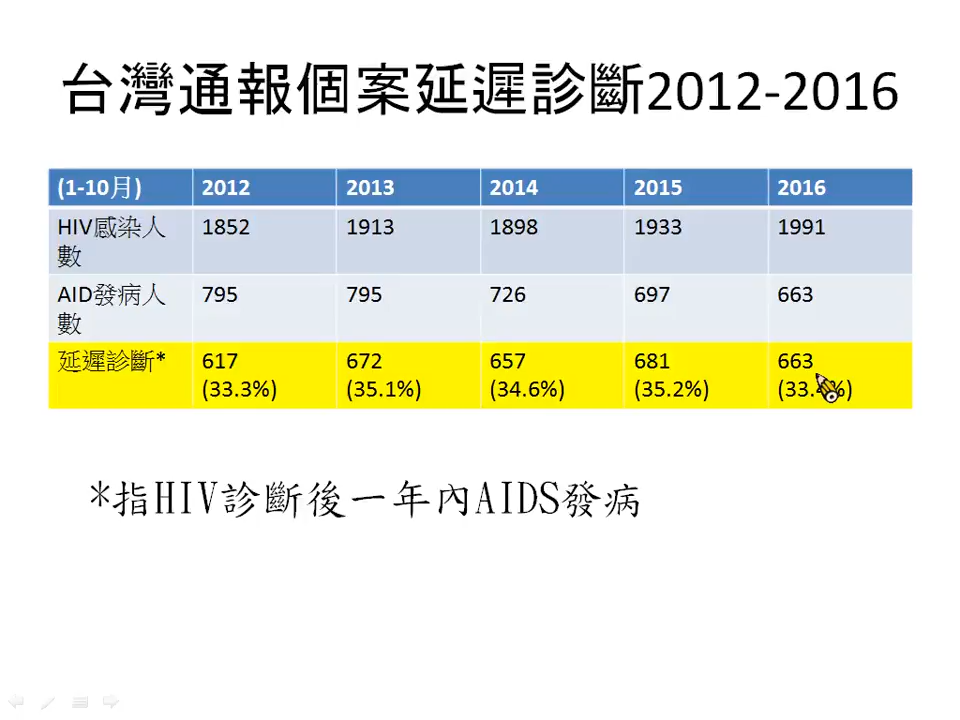 台灣通報個案延遲診斷2012-2016
(1-10月) 2012 2013 2014 2015 2016
HIV感染人 1852 1913 1898 1933 1991
數
AID發病人 795 795 726 697 663
數
延遲診斷* 617 672 657 681 663
(33.3%) (35.1%) (34.6%) (35.2%)
*指HIV診斷後一年內AIDS發病